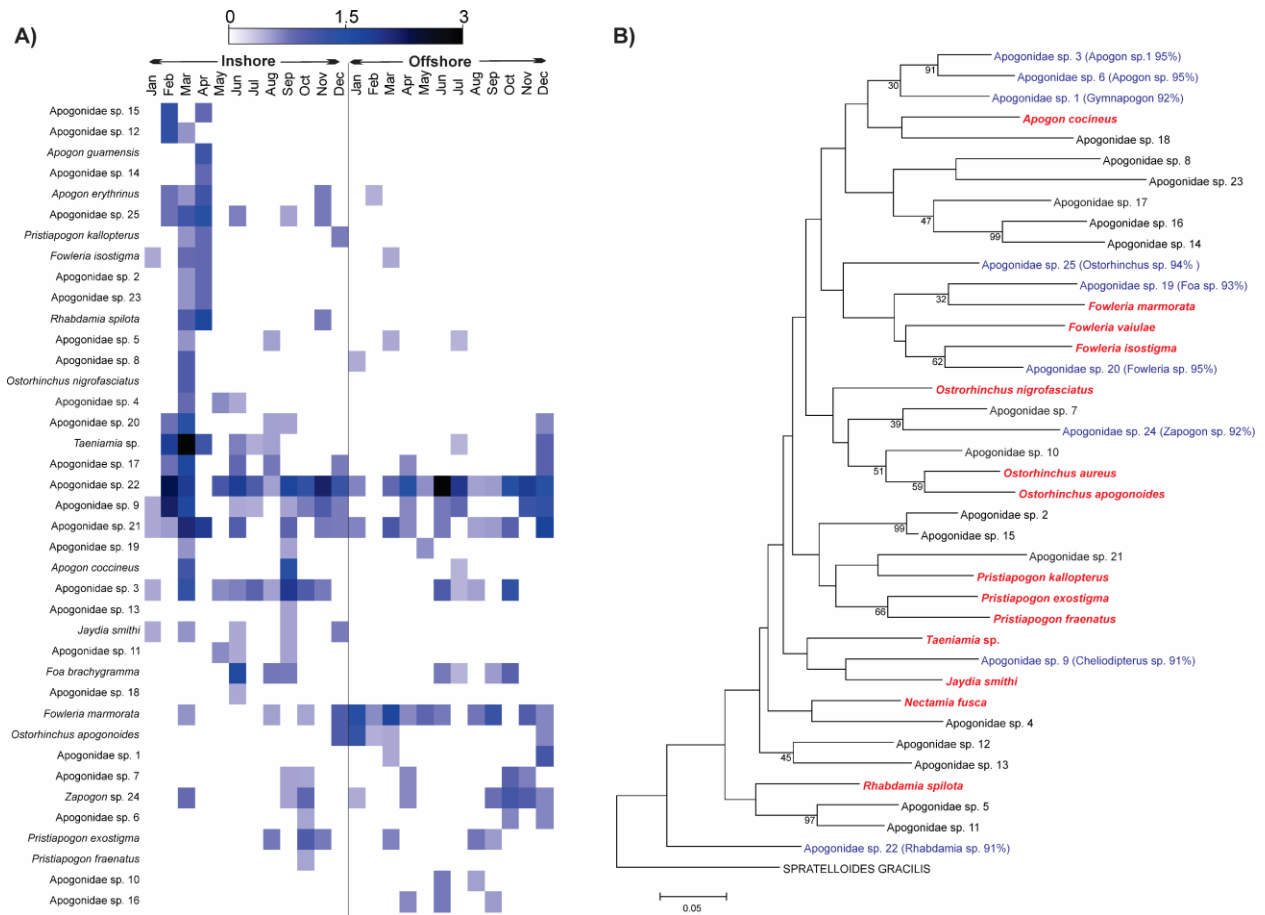 A)
0 1.5 3
Inshore Offshore
Jan Feb Mar Apr May Jun Jul Aug Sep Oct Nov Dec Jan Feb Mar Apr May Jun Jul Aug Sep Oct Nov Dec
Apogonidae sp. 15
Apogonidae sp. 12
Apogon guamensis
Apogonidae sp. 14
Apogon erythrinus
Apogonidae sp. 25
Pristiapogon kallopterus
Fowleria isostigma
Apogonidae sp. 2
Apogonidae sp. 23
Rhabdamia spilota
Apogonidae sp. 5
Apogonidae sp. 8
Ostorhinchus nigrofasciatus
Apogonidae sp. 4
Apogonidae sp. 20
Taeniamia sp.
Apogonidae sp. 17
Apogonidae sp. 22
Apogonidae sp. 9
Apogonidae sp. 21
Apogonidae sp. 19
Apogon coccineus
Apogonidae sp. 3
Apogonidae sp. 13
Jaydia smithi
Apogonidae sp. 11
Foa brachygramma
Apogonidae sp. 18
Fowleria marmorata
Ostorhinchus apogonoides
Apogonidae sp. 1
Apogonidae sp. 7
Zapogon sp. 24
Apogonidae sp. 6
Pristiapogon exostigma
Pristiapogon fraenatus
Apogonidae sp. 10
Apogonidae sp. 16
B)
Apogonidae sp. 3 (Apogon sp.1 95%)
91
Apogonidae sp. 6 (Apogon sp. 95%)
30
Apogonidae sp. 1 (Gymnapogon 92%)
Apogon cocineus
Apogonidae sp. 18
Apogonidae sp. 8
Apogonidae sp. 23
Apogonidae sp. 17
47
Apogonidae sp. 16
99
Apogonidae sp. 14
Apogonidae sp. 25 (Ostorhinchus sp. 94% )
Apogonidae sp. 19 (Foa sp. 93%)
32
Fowleria marmorata
Fowleria vaiulae
Fowleria isostigma
62
Apogonidae sp. 20 (Fowleria sp. 95%)
Ostrorhinchus nigrofasciatus
Apogonidae sp. 7
39
Apogonidae sp. 24 (Zapogon sp. 92%)
Apogonidae sp. 10
51
Ostorhinchus aureus
59
Ostorhinchus apogonoides
Apogonidae sp. 2
99
Apogonidae sp. 15
Apogonidae sp. 21
Pristiapogon kallopterus
Pristiapogon exostigma
66
Pristiapogon fraenatus
Taeniamia sp.
Apogonidae sp. 9 (Cheliodipterus sp. 91%)
Jaydia smithi
Nectamia fusca
Apogonidae sp. 4
Apogonidae sp. 12
45
Apogonidae sp. 13
Rhabdamia spilota
Apogonidae sp. 5
97
Apogonidae sp. 11
Apogonidae sp. 22 (Rhabdamia sp. 91%)
SPRATELLOIDES GRACILIS
0.05